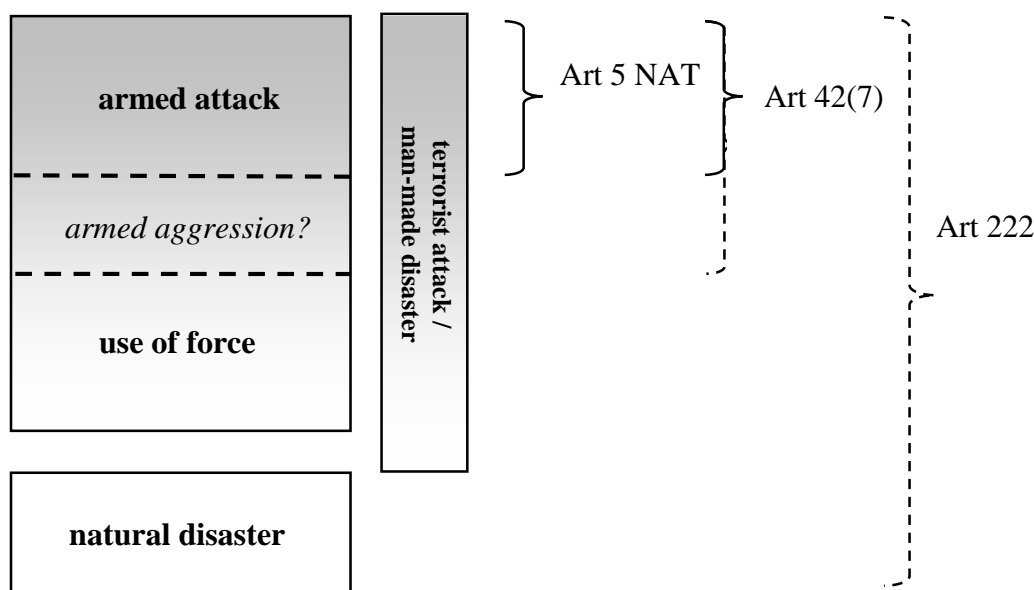 armed attack
armed aggression?
use of force
natural disaster
terrorist attack /
man-made disaster
Art 5 NAT
Art 42(7)
Art 222